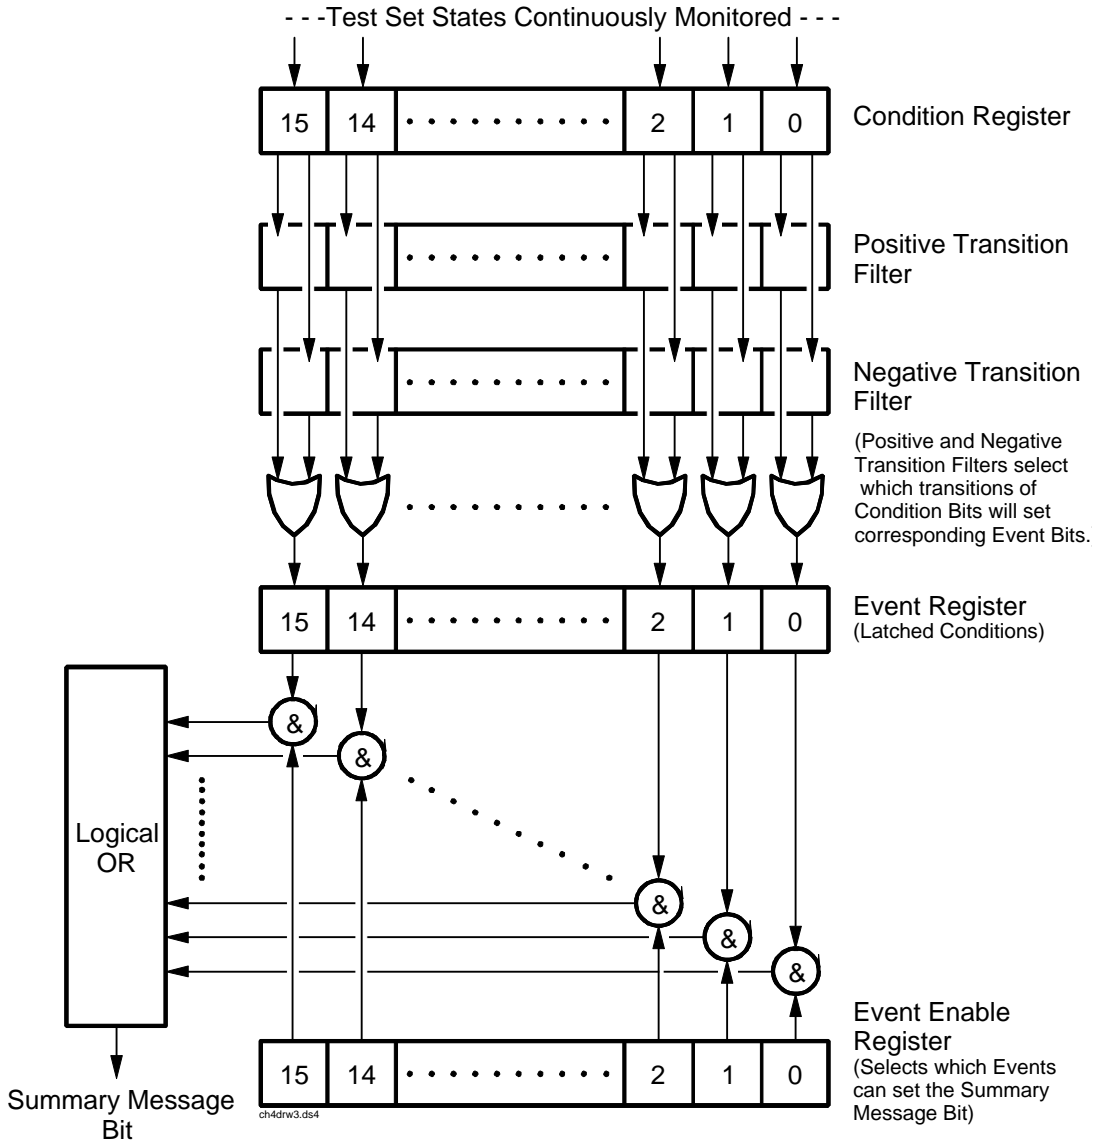 - - -Test Set States Continuously Monitored - - -
15 14 2 1 0
Condition Register
Positive Transition
Filter
Negative Transition
Filter
(Positive and Negative
Transition Filters select
which transitions of
Condition Bits will set
corresponding Event Bits.)
15 14 2 1 0
Event Register
(Latched Conditions)
&
&
Logical
OR
&
&
&
Event Enable
Register
(Selects which Events
can set the Summary
Message Bit)
15 14 2 1 0
Summary Message
Bit
ch4drw3.ds4